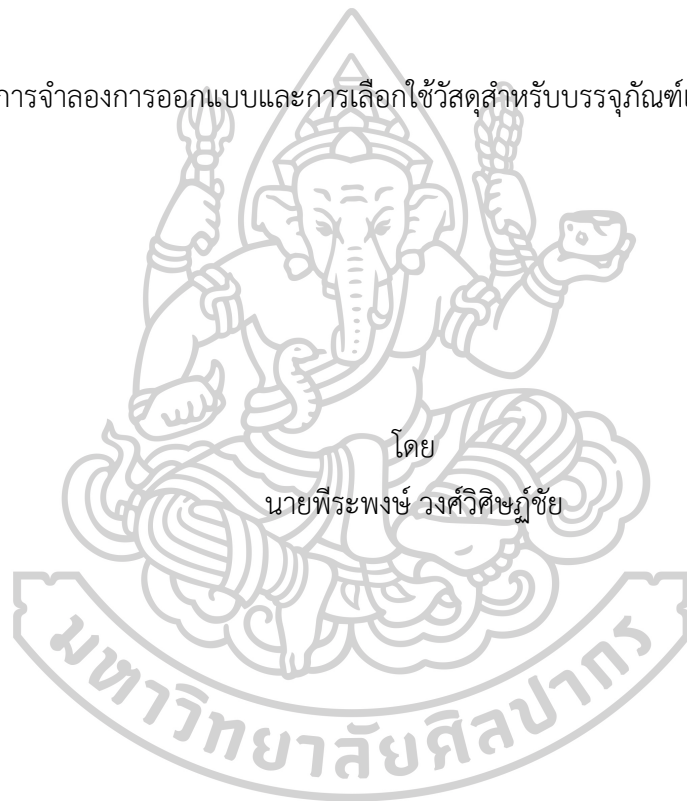 การจำลองการออกแบบและการเลือกใช้วัสดุสำหรับบรรจุภัณฑ์
โดย
นายพีระพงษ์ วงศ์วิศิษฏ์ชัย
มหาวิทยาลัยศิลปากร